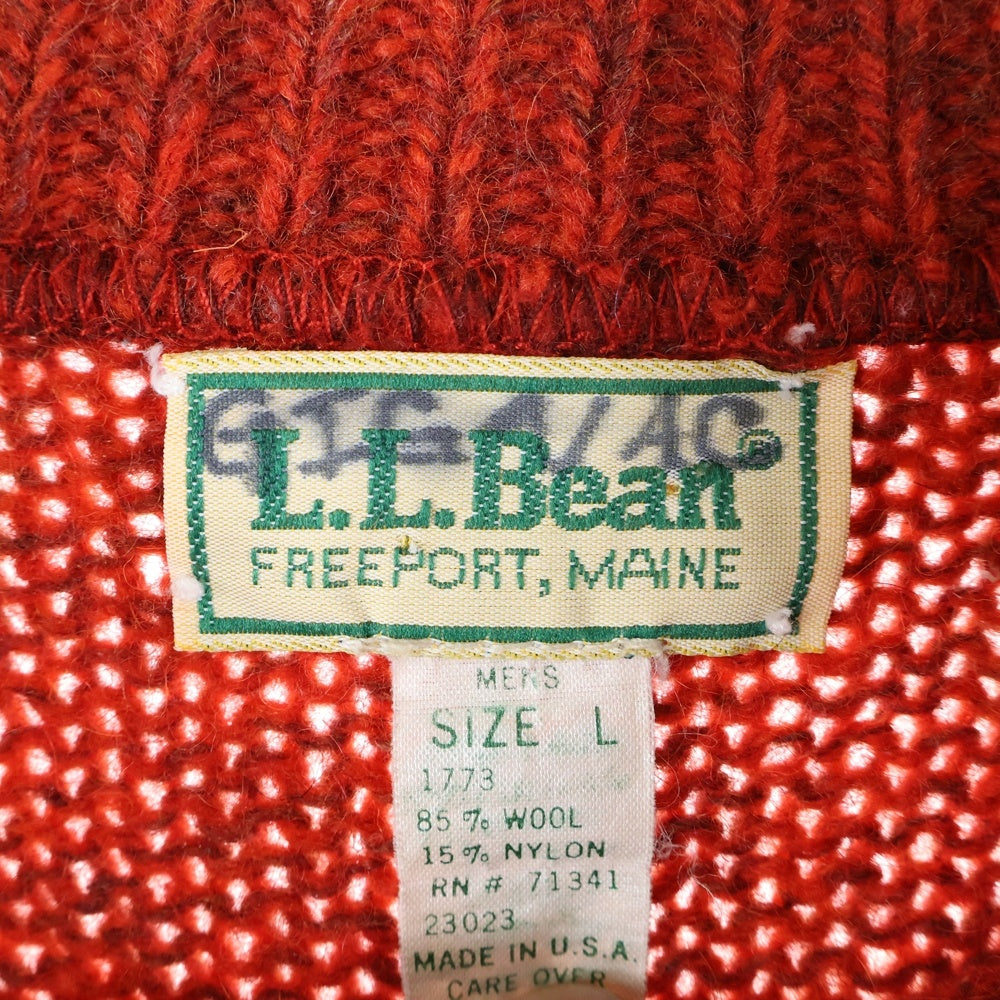 L.L.Bean®
FREEPORT, MAINE
MENS
SIZE L
1773
85% WOOL
15% NYLON
RN # 71341
23023
MADE IN U.S.A.
CARE OVER